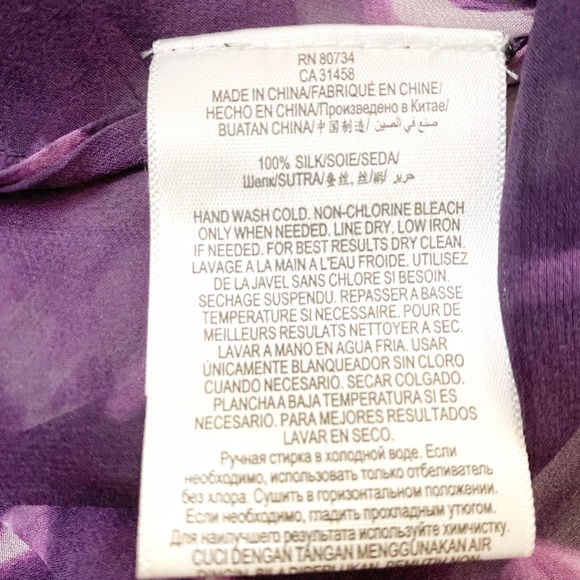 RN 80734
CA 31458
MADE IN CHINA/FABRIQUÉ EN CHINE/
HECHO EN CHINA/Произведено в Китае/
BUATAN CHINA/中国制造/ صنع في الصين
100% SILK/SOIE/SEDA/
Шелк/SUTRA/蚕丝, 丝/絹/ حرير
HAND WASH COLD. NON-CHLORINE BLEACH
ONLY WHEN NEEDED. LINE DRY, LOW IRON
IF NEEDED. FOR BEST RESULTS DRY CLEAN.
LAVAGE A LA MAIN A L'EAU FROIDE. UTILISEZ
DE LA JAVEL SANS CHLORE SI BESOIN.
SECHAGE SUSPENDU. REPASSER A BASSE
TEMPERATURE SI NECESSAIRE. POUR DE
MEILLEURS RESULATS NETTOYER A SEC.
LAVAR A MANO EN AGUA FRIA. USAR
ÚNICAMENTE BLANQUEADOR SIN CLORO
CUANDO NECESARIO. SECAR COLGADO.
PLANCHA A BAJA TEMPERATURA SI ES
NECESARIO. PARA MEJORES RESULTADOS
LAVAR EN SECO.
Ручная стирка в холодной воде. Если
необходимо, использовать только отбеливатель
без хлора. Сушить в горизонтальном положении.
Если необходимо, гладить прохладным утюгом.
Для наилучшего результата используйте химчистку.
CUCI DENGAN TANGAN MENGGUNAKAN AIR